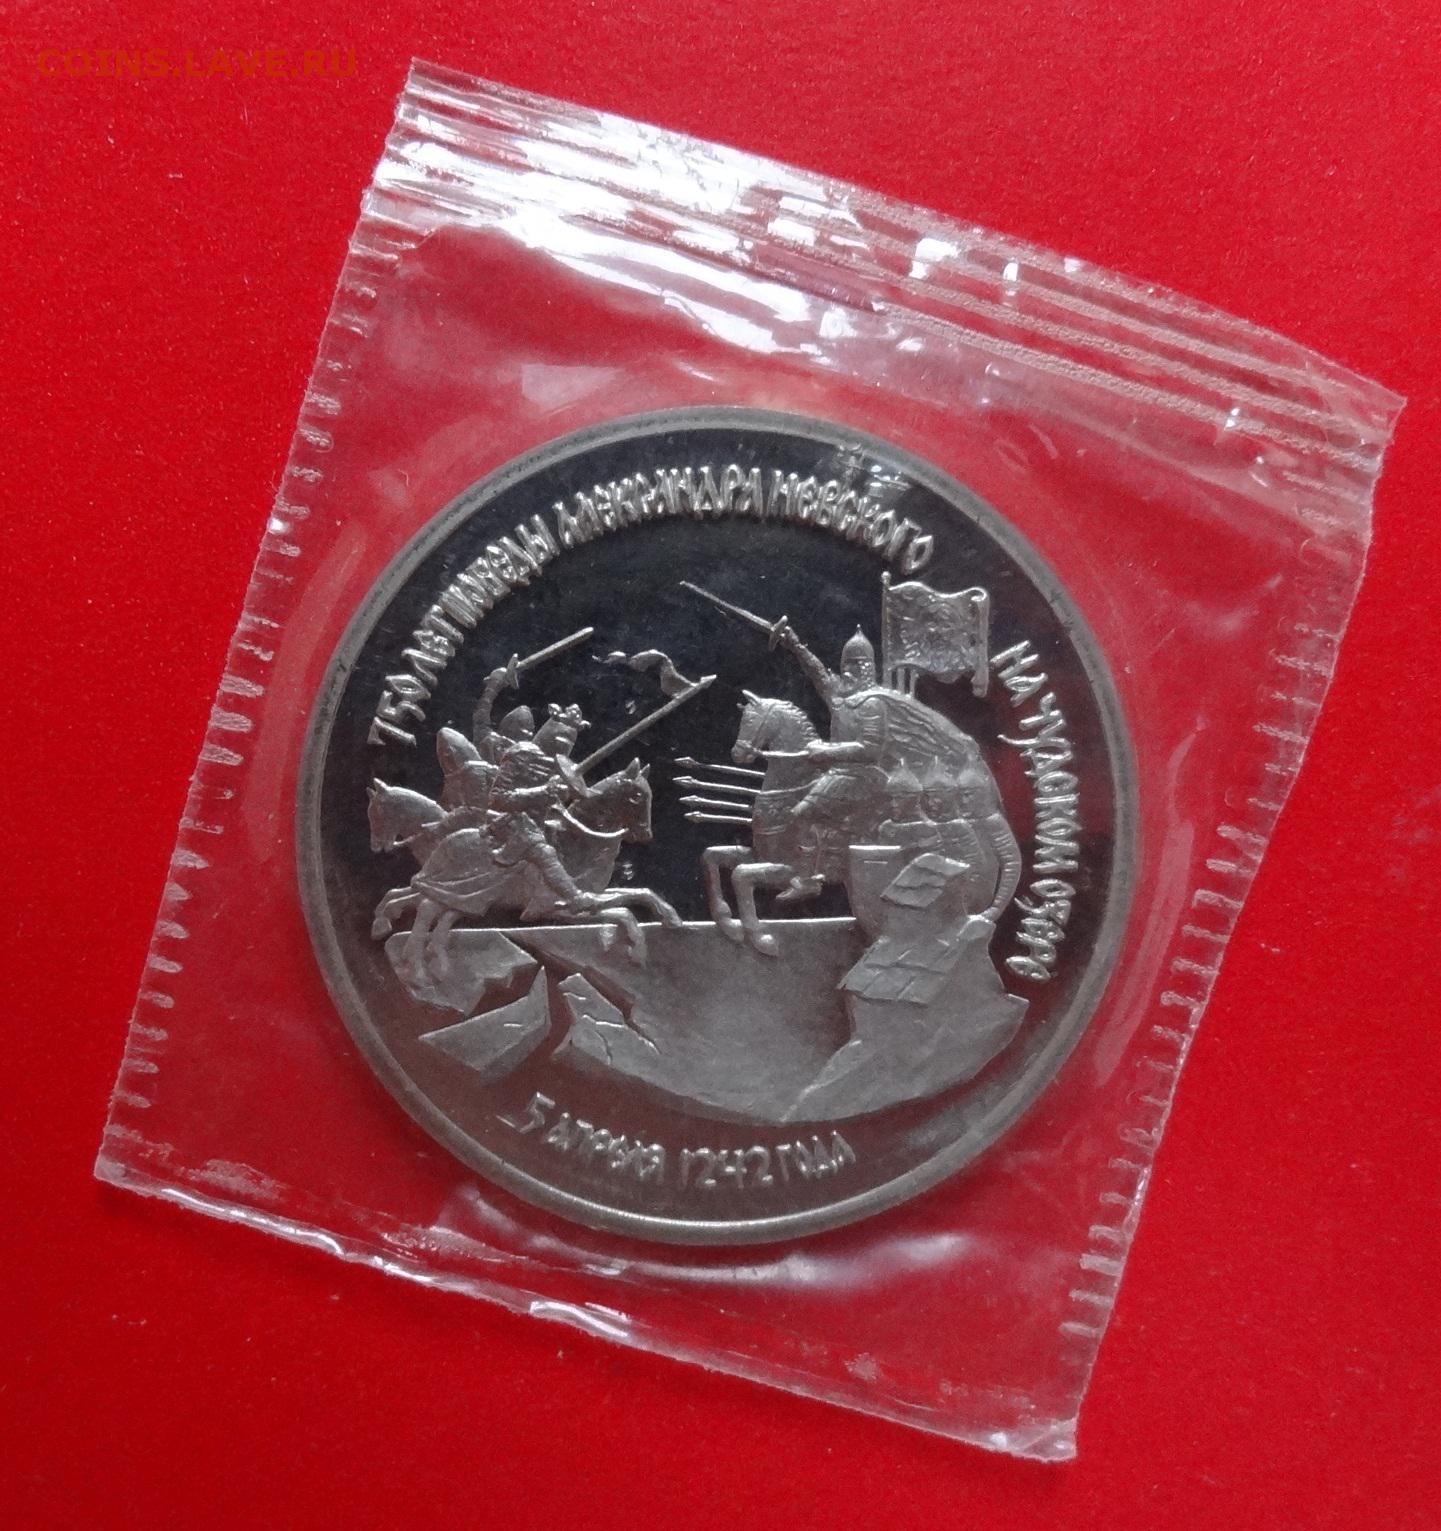 COINS.LAVE.RU
750 ЛЕТ ПОБЕДЫ АЛЕКСАНДРА НЕВСКОГО
НА ЧУДСКОМ ОЗЕРЕ
5 АПРЕЛЯ 1242 ГОДА